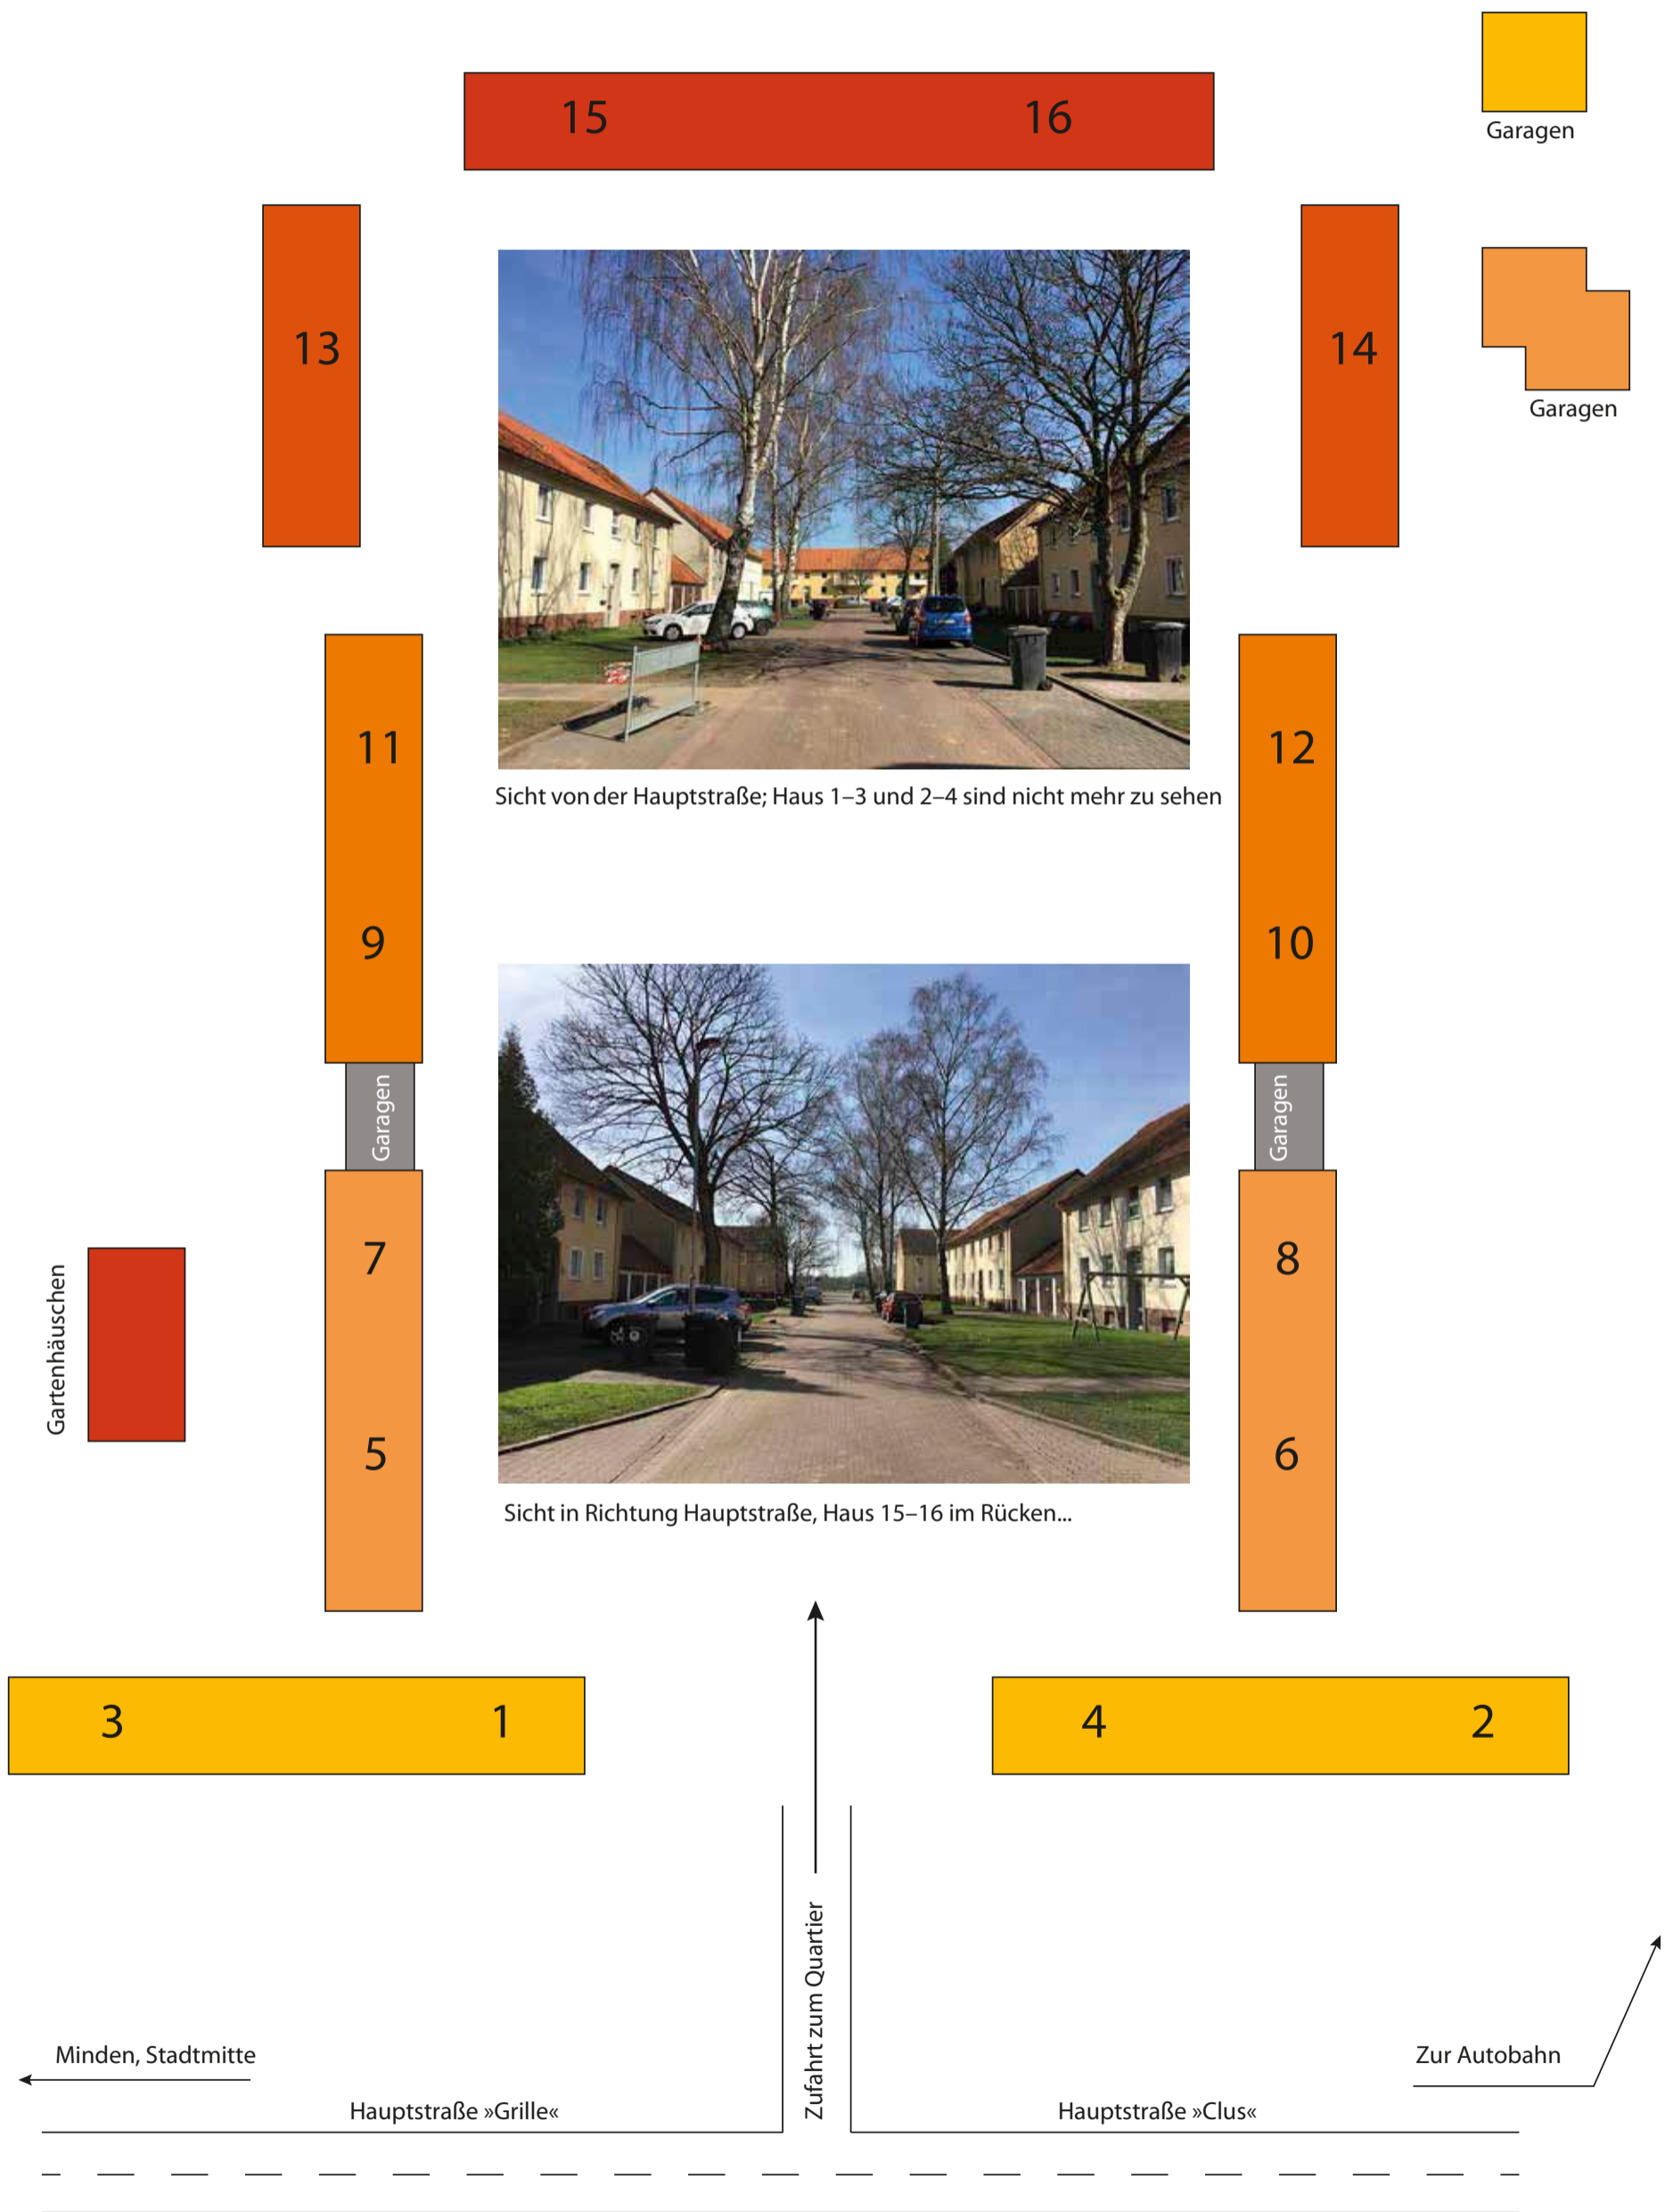 15
16
Garagen
13
14
Garagen
Sicht von der Hauptstraße; Haus 1–3 und 2–4 sind nicht mehr zu sehen
11
12
9
10
Garagen
Garagen
7
8
Gartenhäuschen
5
6
Sicht in Richtung Hauptstraße, Haus 15–16 im Rücken...
3
1
4
2
Zufahrt zum Quartier
Minden, Stadtmitte
Zur Autobahn
Hauptstraße »Grille«
Hauptstraße »Clus«